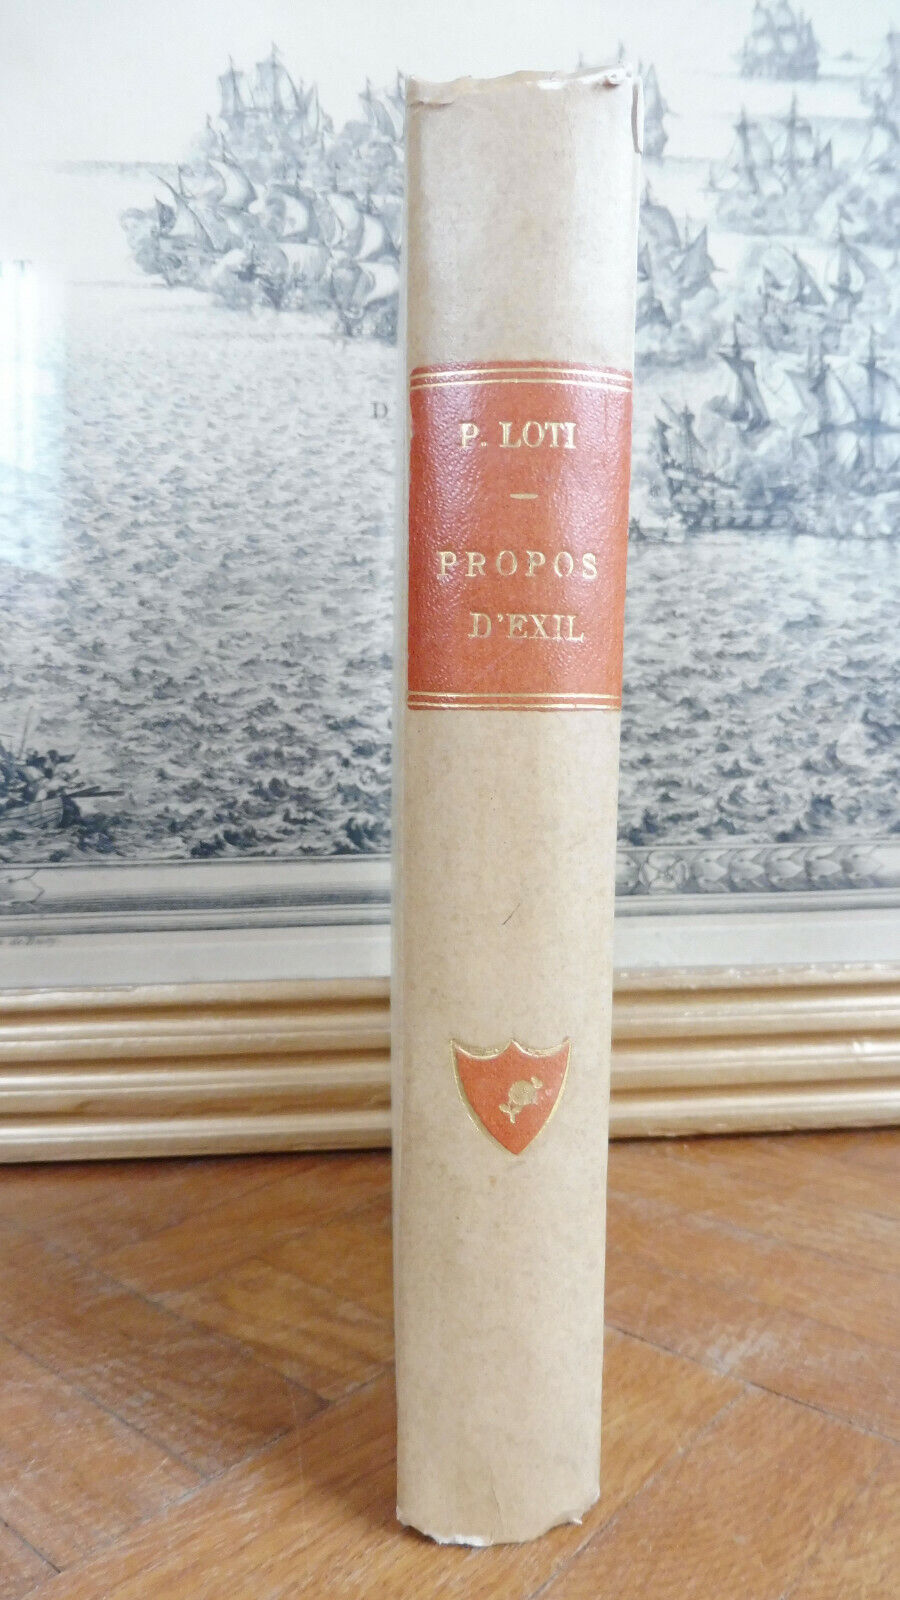 P. LOTI
PROPOS
D'EXIL
D
T